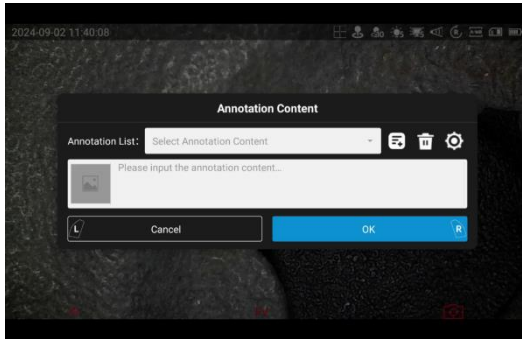 2024-09-02 11:40:08
Annotation Content
Annotation List: Select Annotation Content
Please input the annotation content...
L Cancel
OK R